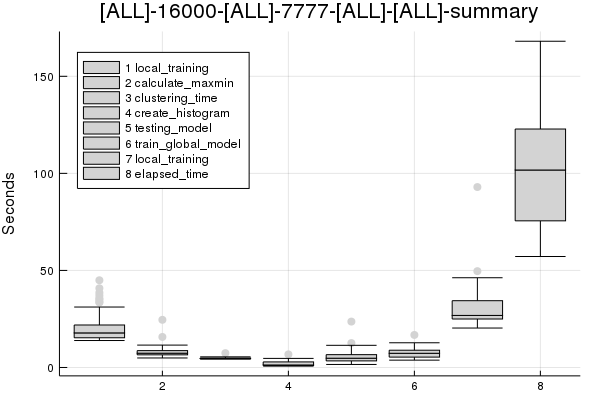 [ALL]-16000-[ALL]-7777-[ALL]-[ALL]-summary
150
100
50
0
Seconds
1 local_training
2 calculate_maxmin
3 clustering_time
4 create_histogram
5 testing_model
6 train_global_model
7 local_training
8 elapsed_time
2
4
6
8